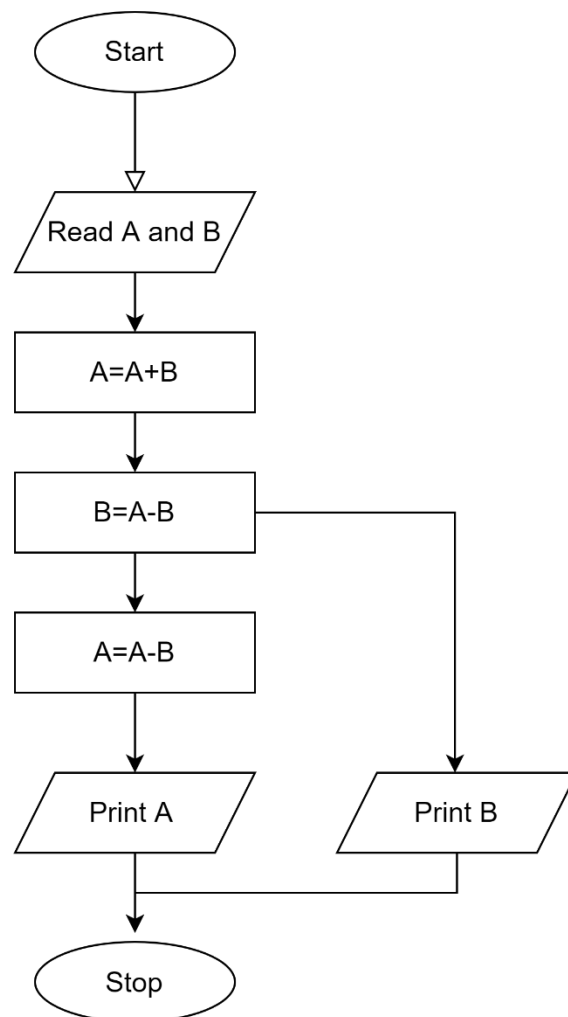 Start
Read A and B
A=A+B
B=A-B
A=A-B
Print A
Print B
Stop